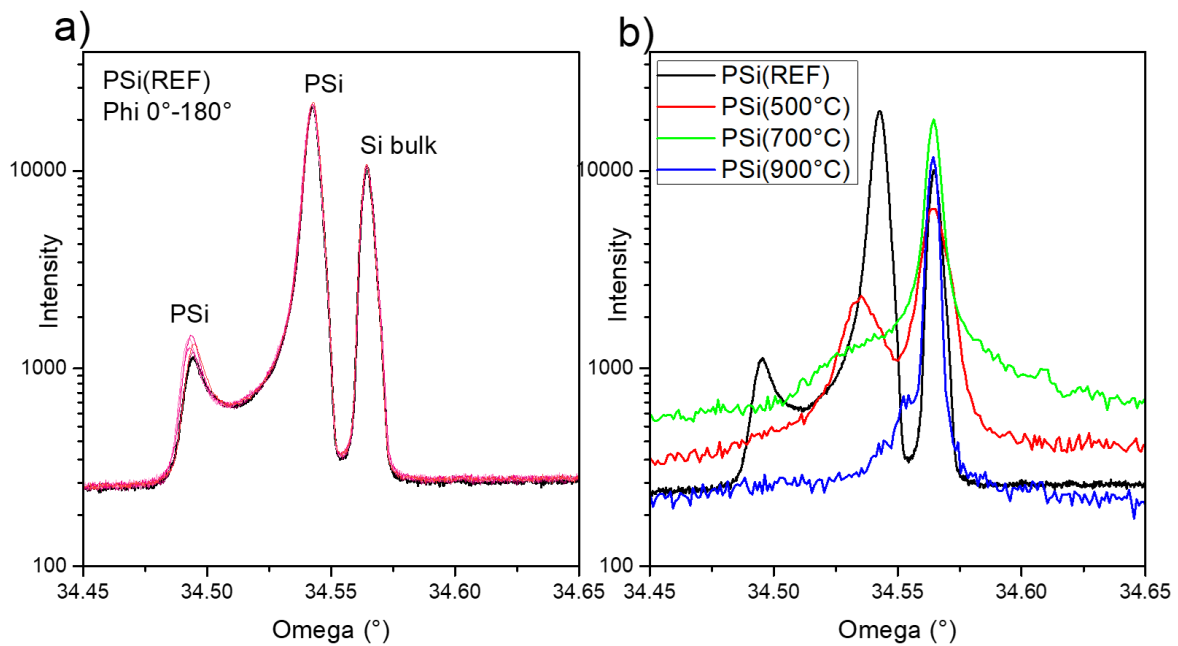 a)
PSi(REF)
Phi 0°-180°
PSi
Si bulk
PSi
10000
1000
100
Intensity
34.45 34.50 34.55 34.60 34.65
Omega (°)
b)
PSi(REF)
PSi(500°C)
PSi(700°C)
PSi(900°C)
10000
1000
100
Intensity
34.45 34.50 34.55 34.60 34.65
Omega (°)